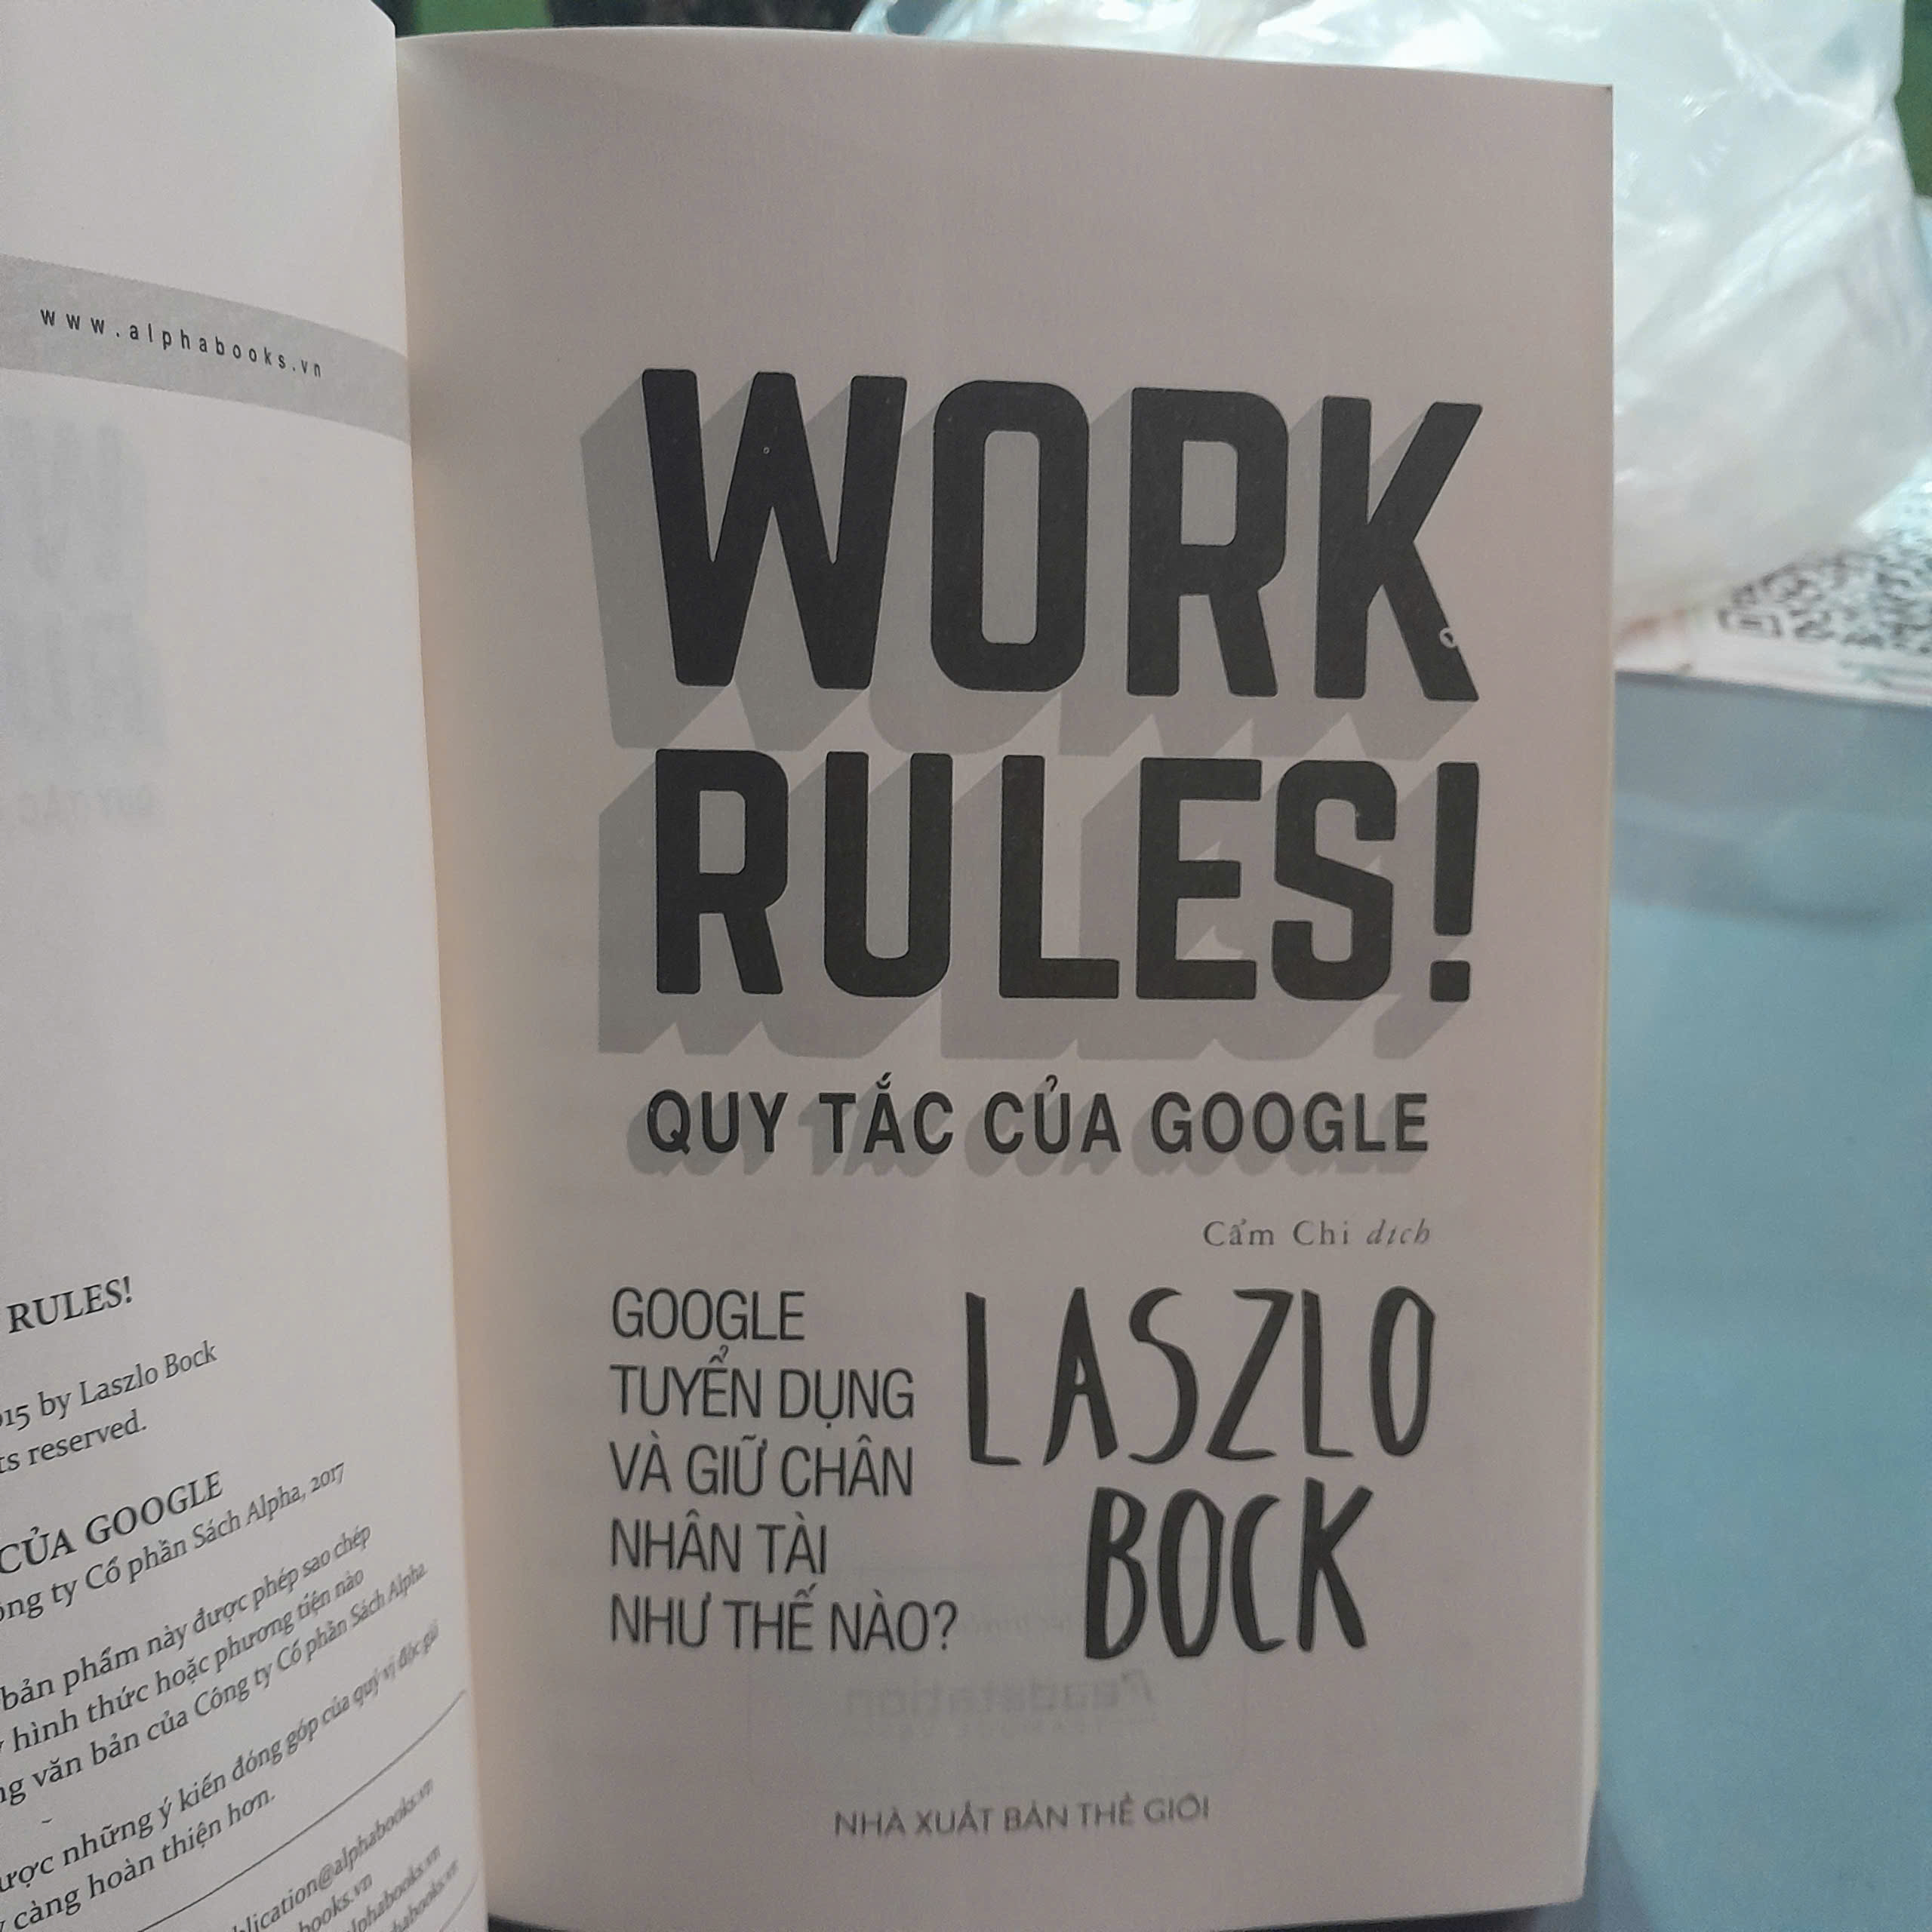 www.alphabooks.vn
RULES!
by Laszlo Bock
reserved.
CỦA GOOGLE
ty Cổ phần Sách Alpha, 2017
bản phẩm này được phép sao chép
hình thức hoặc phương tiện nào
văn bản của Công ty Cổ phần Sách Alpha.
những ý kiến đóng góp của quý vị độc giả
càng hoàn thiện hơn.
WORK
RULES!
QUY TẮC CỦA GOOGLE
Cẩm Chi dịch
GOOGLE
TUYỂN DỤNG
VÀ GIỮ CHÂN
NHÂN TÀI
NHƯ THẾ NÀO?
LASZLO
BOCK
NHÀ XUẤT BẢN THẾ GIỚI